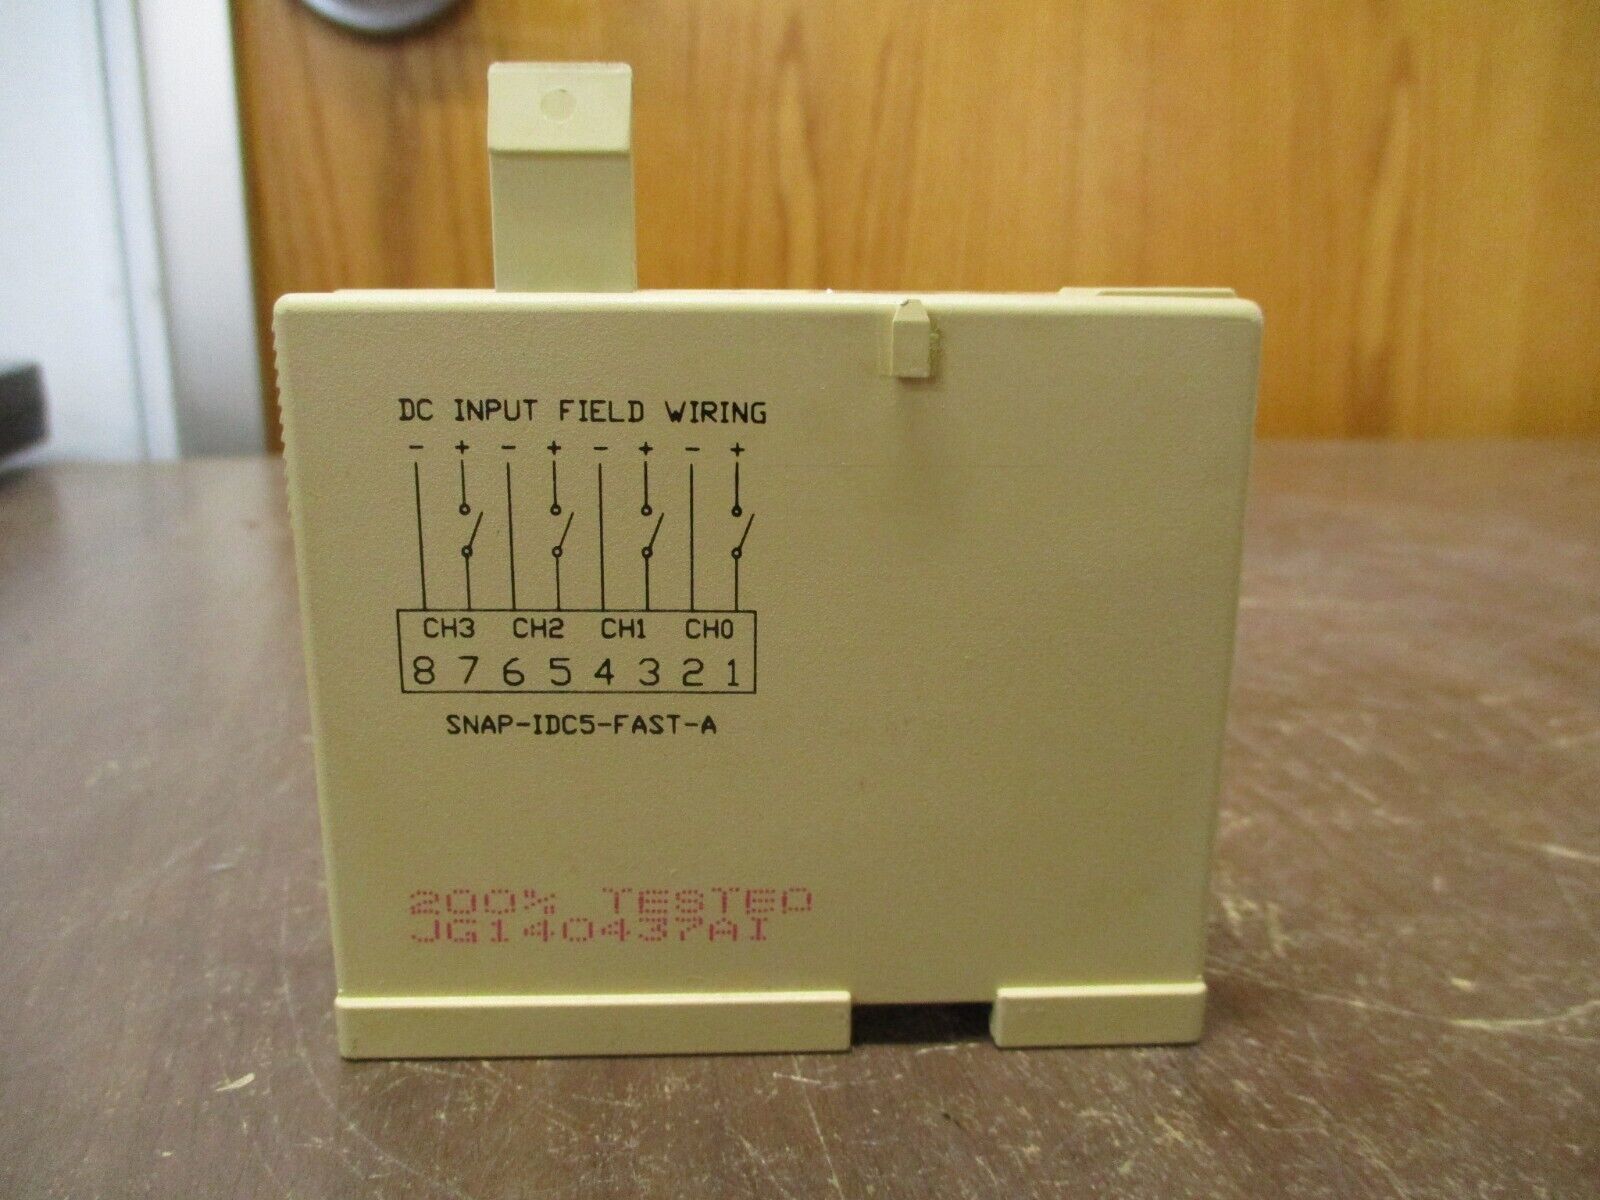 DC INPUT FIELD WIRING
- + - + - + - +
CH3 CH2 CH1 CH0
8 7 6 5 4 3 2 1
SNAP-IDC5-FAST-A
200% TESTED
JG140437AI